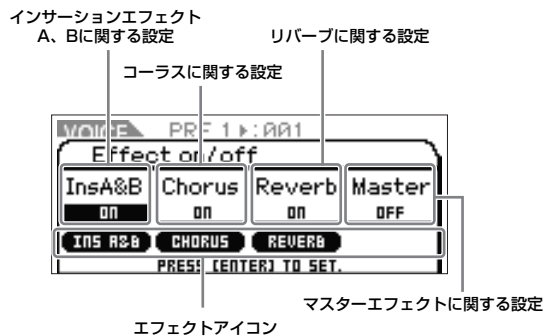 インサーションエフェクト
A、Bに関する設定
リバーブに関する設定
コーラスに関する設定
VOICE PRE 1▶:001
Effect on/off
InsA&B Chorus Reverb Master
ON ON ON OFF
INS A&B CHORUS REVERB
PRESS [ENTER] TO SET.
マスターエフェクトに関する設定
エフェクトアイコン